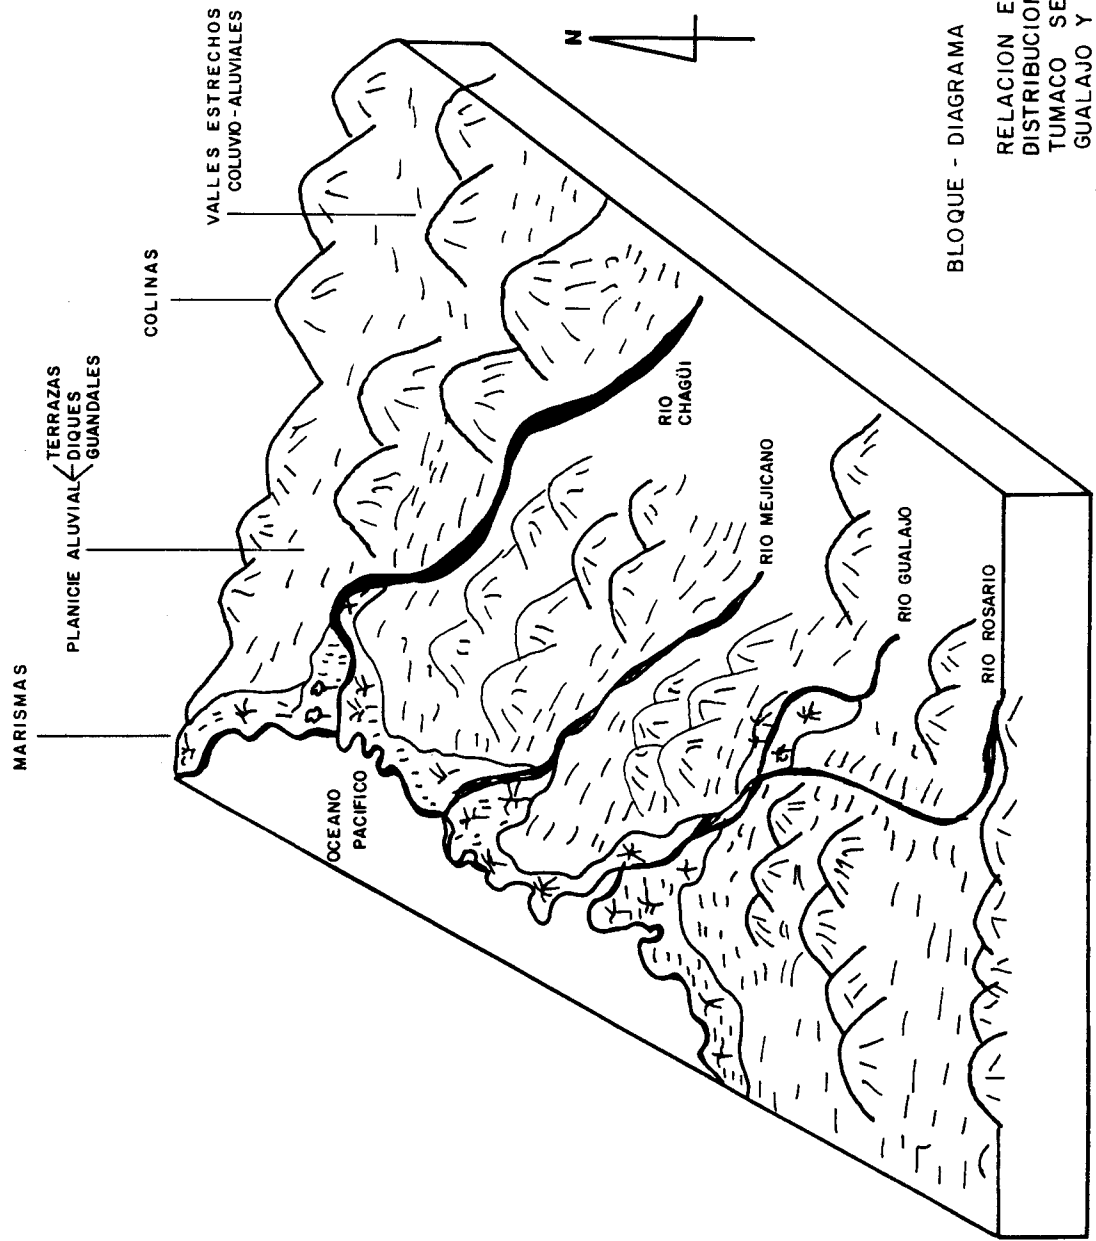 MARISMAS
PLANICIE ALUVIAL
TERRAZAS
DIQUES
GUANDALES
COLINAS
VALLES ESTRECHOS
COLUVIO-ALUVIALES
N
OCEANO
PACIFICO
RIO
CHAGÜI
RIO MEJICANO
RIO GUALAJO
RIO ROSARIO
BLOQUE - DIAGRAMA
RELACION E
DISTRIBUCION
TUMACO SE
GUALAJO Y